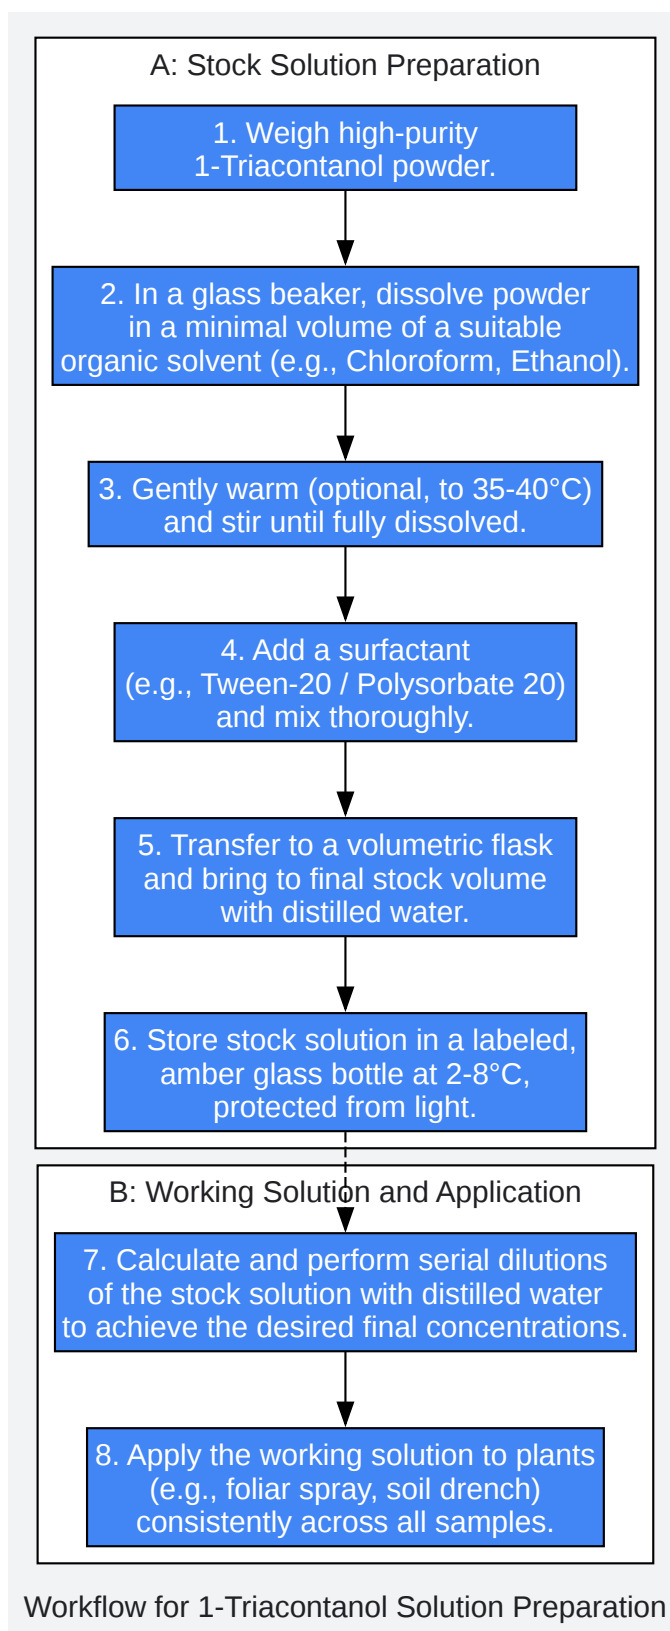 A: Stock Solution Preparation
1. Weigh high-purity
1-Triacontanol powder.
2. In a glass beaker, dissolve powder
in a minimal volume of a suitable
organic solvent (e.g., Chloroform, Ethanol).
3. Gently warm (optional, to 35-40°C)
and stir until fully dissolved.
4. Add a surfactant
(e.g., Tween-20 / Polysorbate 20)
and mix thoroughly.
5. Transfer to a volumetric flask
and bring to final stock volume
with distilled water.
6. Store stock solution in a labeled,
amber glass bottle at 2-8°C,
protected from light.
B: Working Solution and Application
7. Calculate and perform serial dilutions
of the stock solution with distilled water
to achieve the desired final concentrations.
8. Apply the working solution to plants
(e.g., foliar spray, soil drench)
consistently across all samples.
Workflow for 1-Triacontanol Solution Preparation